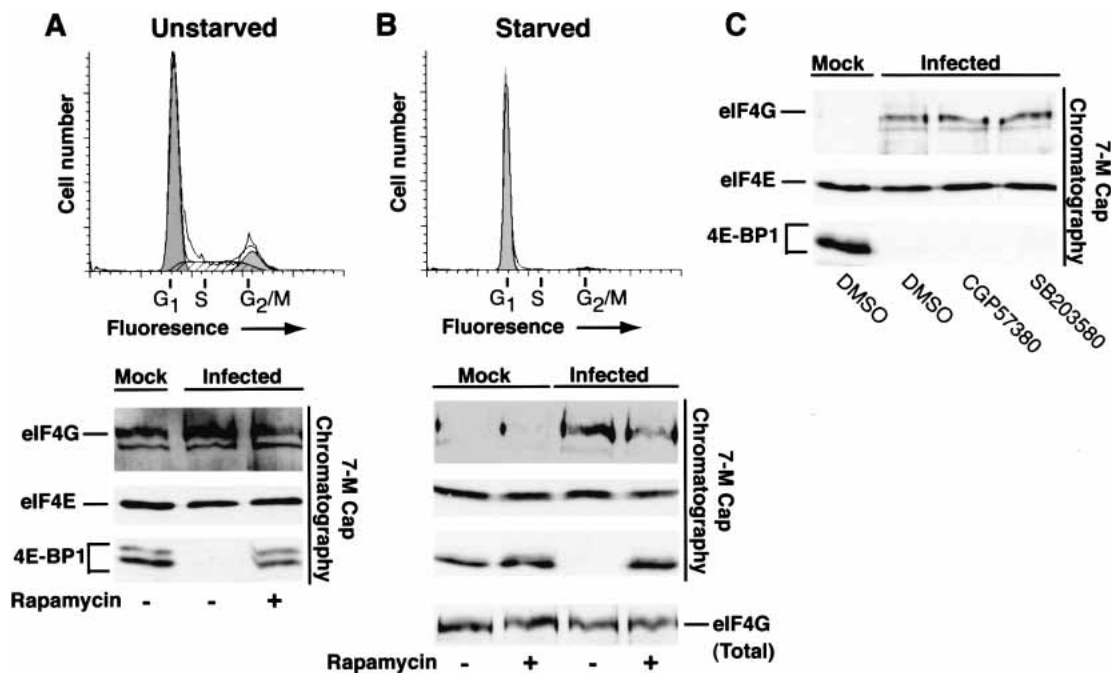 A Unstarved
Cell number
G1 S G2/M
Fluoresence
Mock Infected
eIF4G
eIF4E
4E-BP1
7-M Cap
Chromatography
Rapamycin - - +
B Starved
Cell number
G1 S G2/M
Fluoresence
Mock Infected
7-M Cap
Chromatography
eIF4G
(Total)
Rapamycin - + - +
C
Mock Infected
eIF4G
eIF4E
4E-BP1
7-M Cap
Chromatography
DMSO DMSO CGP57380 SB203580